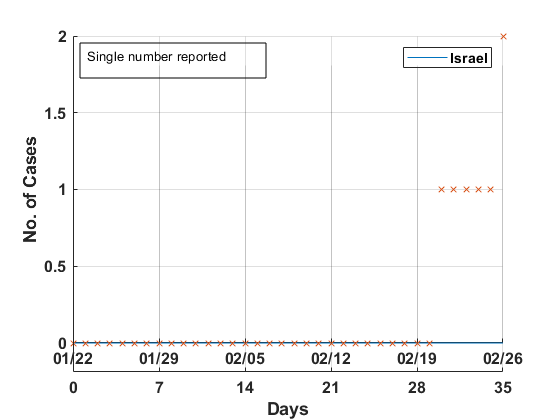 Single number reported
Israel
No. of Cases
2
1.5
1
0.5
0
01/22 01/29 02/05 02/12 02/19 02/26
0 7 14 21 28 35
Days